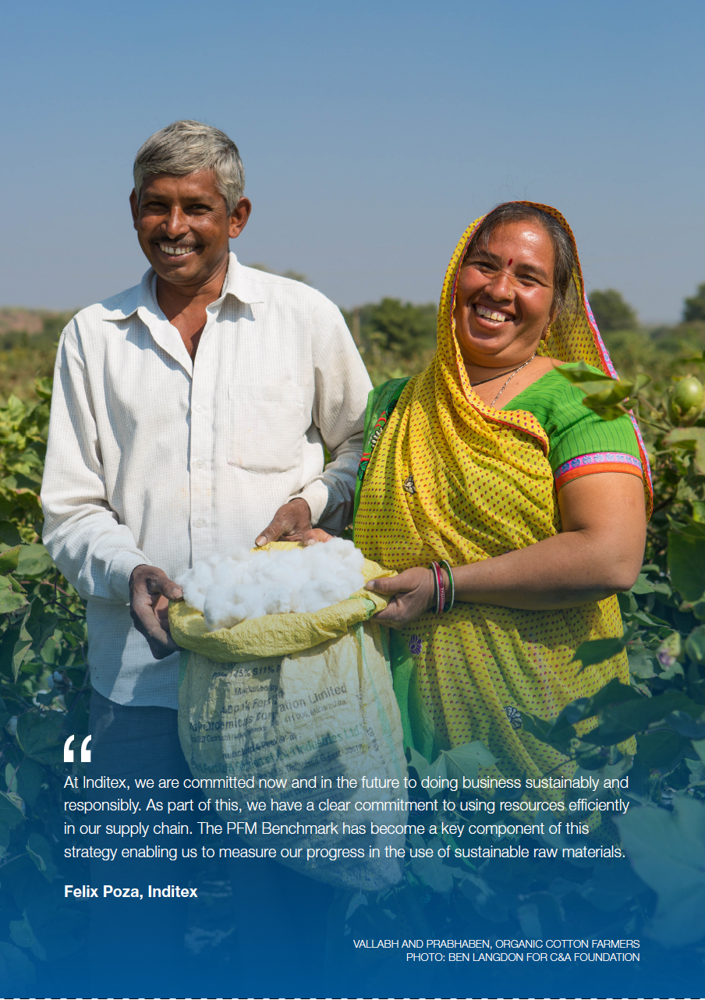 “
At Inditex, we are committed now and in the future to doing business sustainably and
responsibly. As part of this, we have a clear commitment to using resources efficiently
in our supply chain. The PFM Benchmark has become a key component of this
strategy enabling us to measure our progress in the use of sustainable raw materials.
Felix Poza, Inditex
VALLABH AND PRABHABEN, ORGANIC COTTON FARMERS
PHOTO: BEN LANGDON FOR C&A FOUNDATION